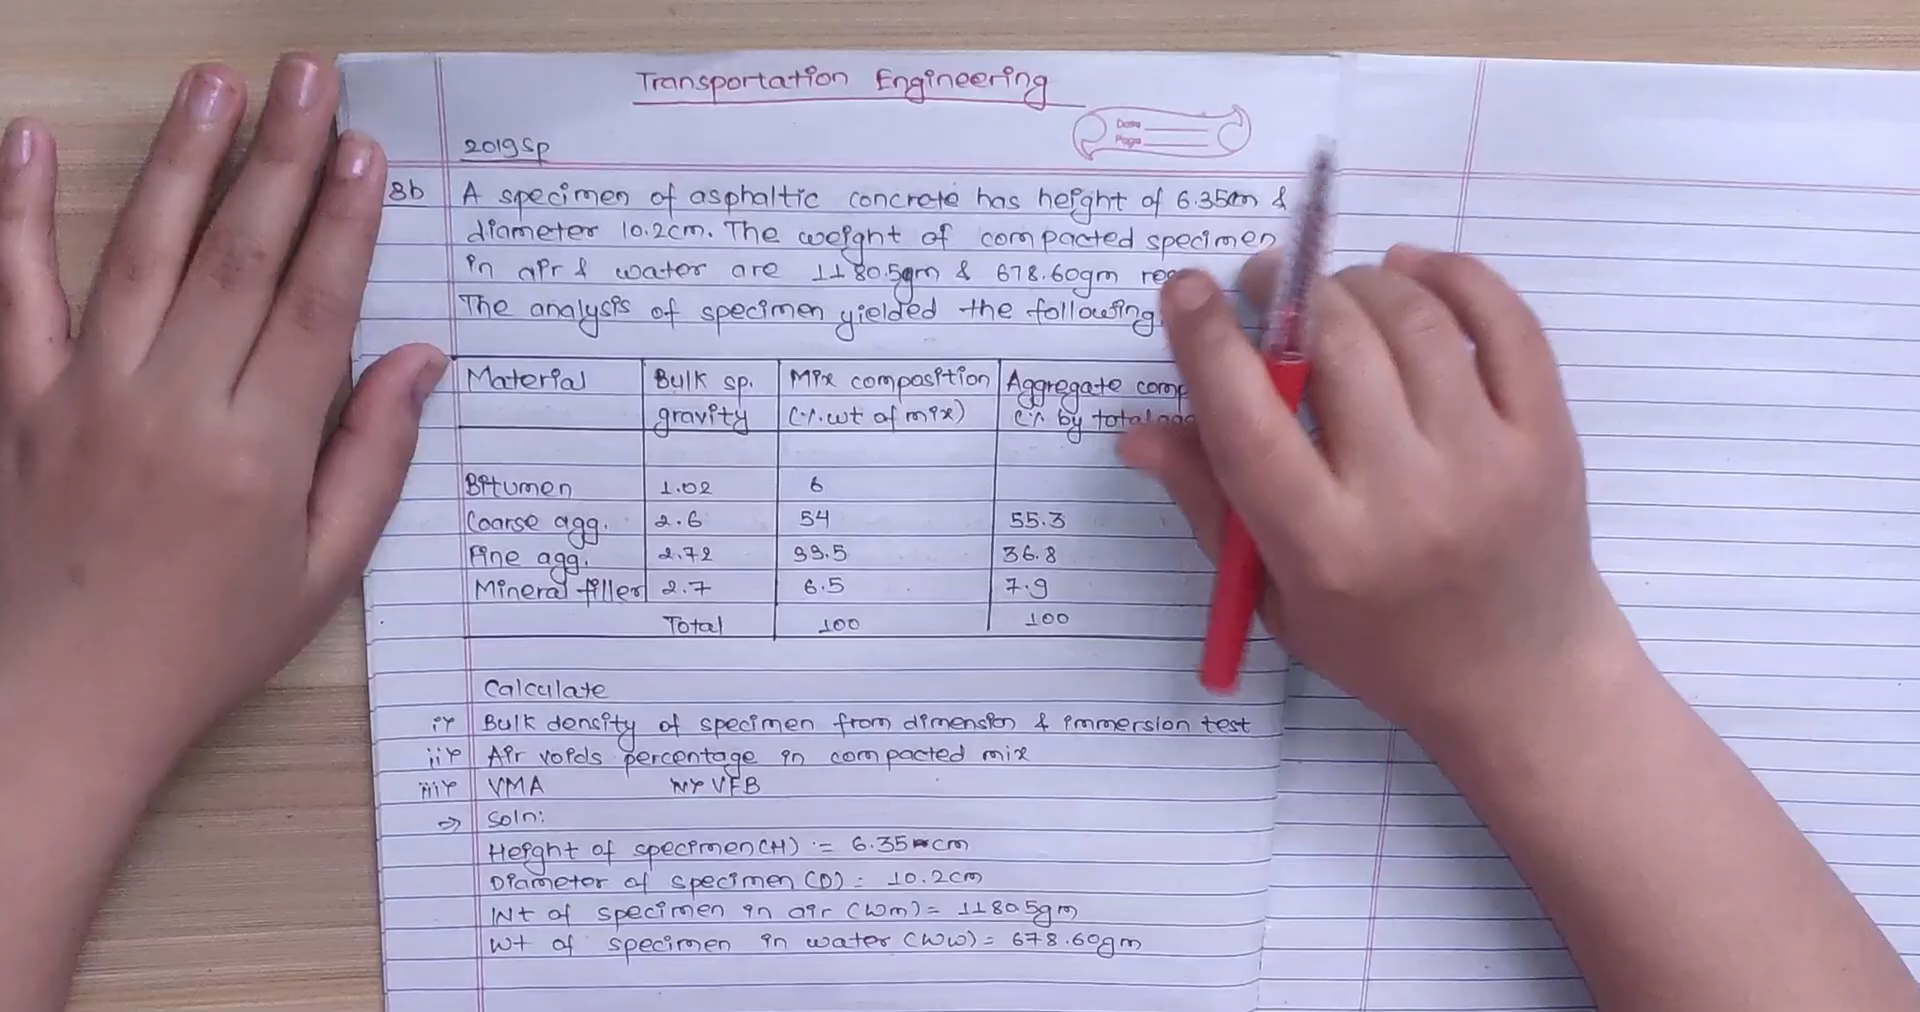 Transportation Engineering
Date
Page
2019 sp
8b A specimen of asphaltic concrete has height of 6.35cm &
diameter 10.2cm. The weight of compacted specimen
in air & water are 1180.5gm & 678.60gm
The analysis of specimen yielded the following
Material Bulk sp. Mix composition Aggregate comp
gravity (%.wt of mix) (% by total
Bitumen 1.02 6
Coarse agg. 2.6 54 55.3
Fine agg. 2.72 33.5 36.8
Mineral filler 2.7 6.5 7.9
Total 100 100
Calculate
i) Bulk density of specimen from dimension & immersion test
ii) Air voids percentage in compacted mix
iii) VMA iv) VFB
⇒ Soln:
Height of specimen(H) = 6.35 cm
Diameter of specimen (D) = 10.2cm
Wt of specimen in air (Wm) = 1180.5gm
Wt of specimen in water (Ww) = 678.60gm